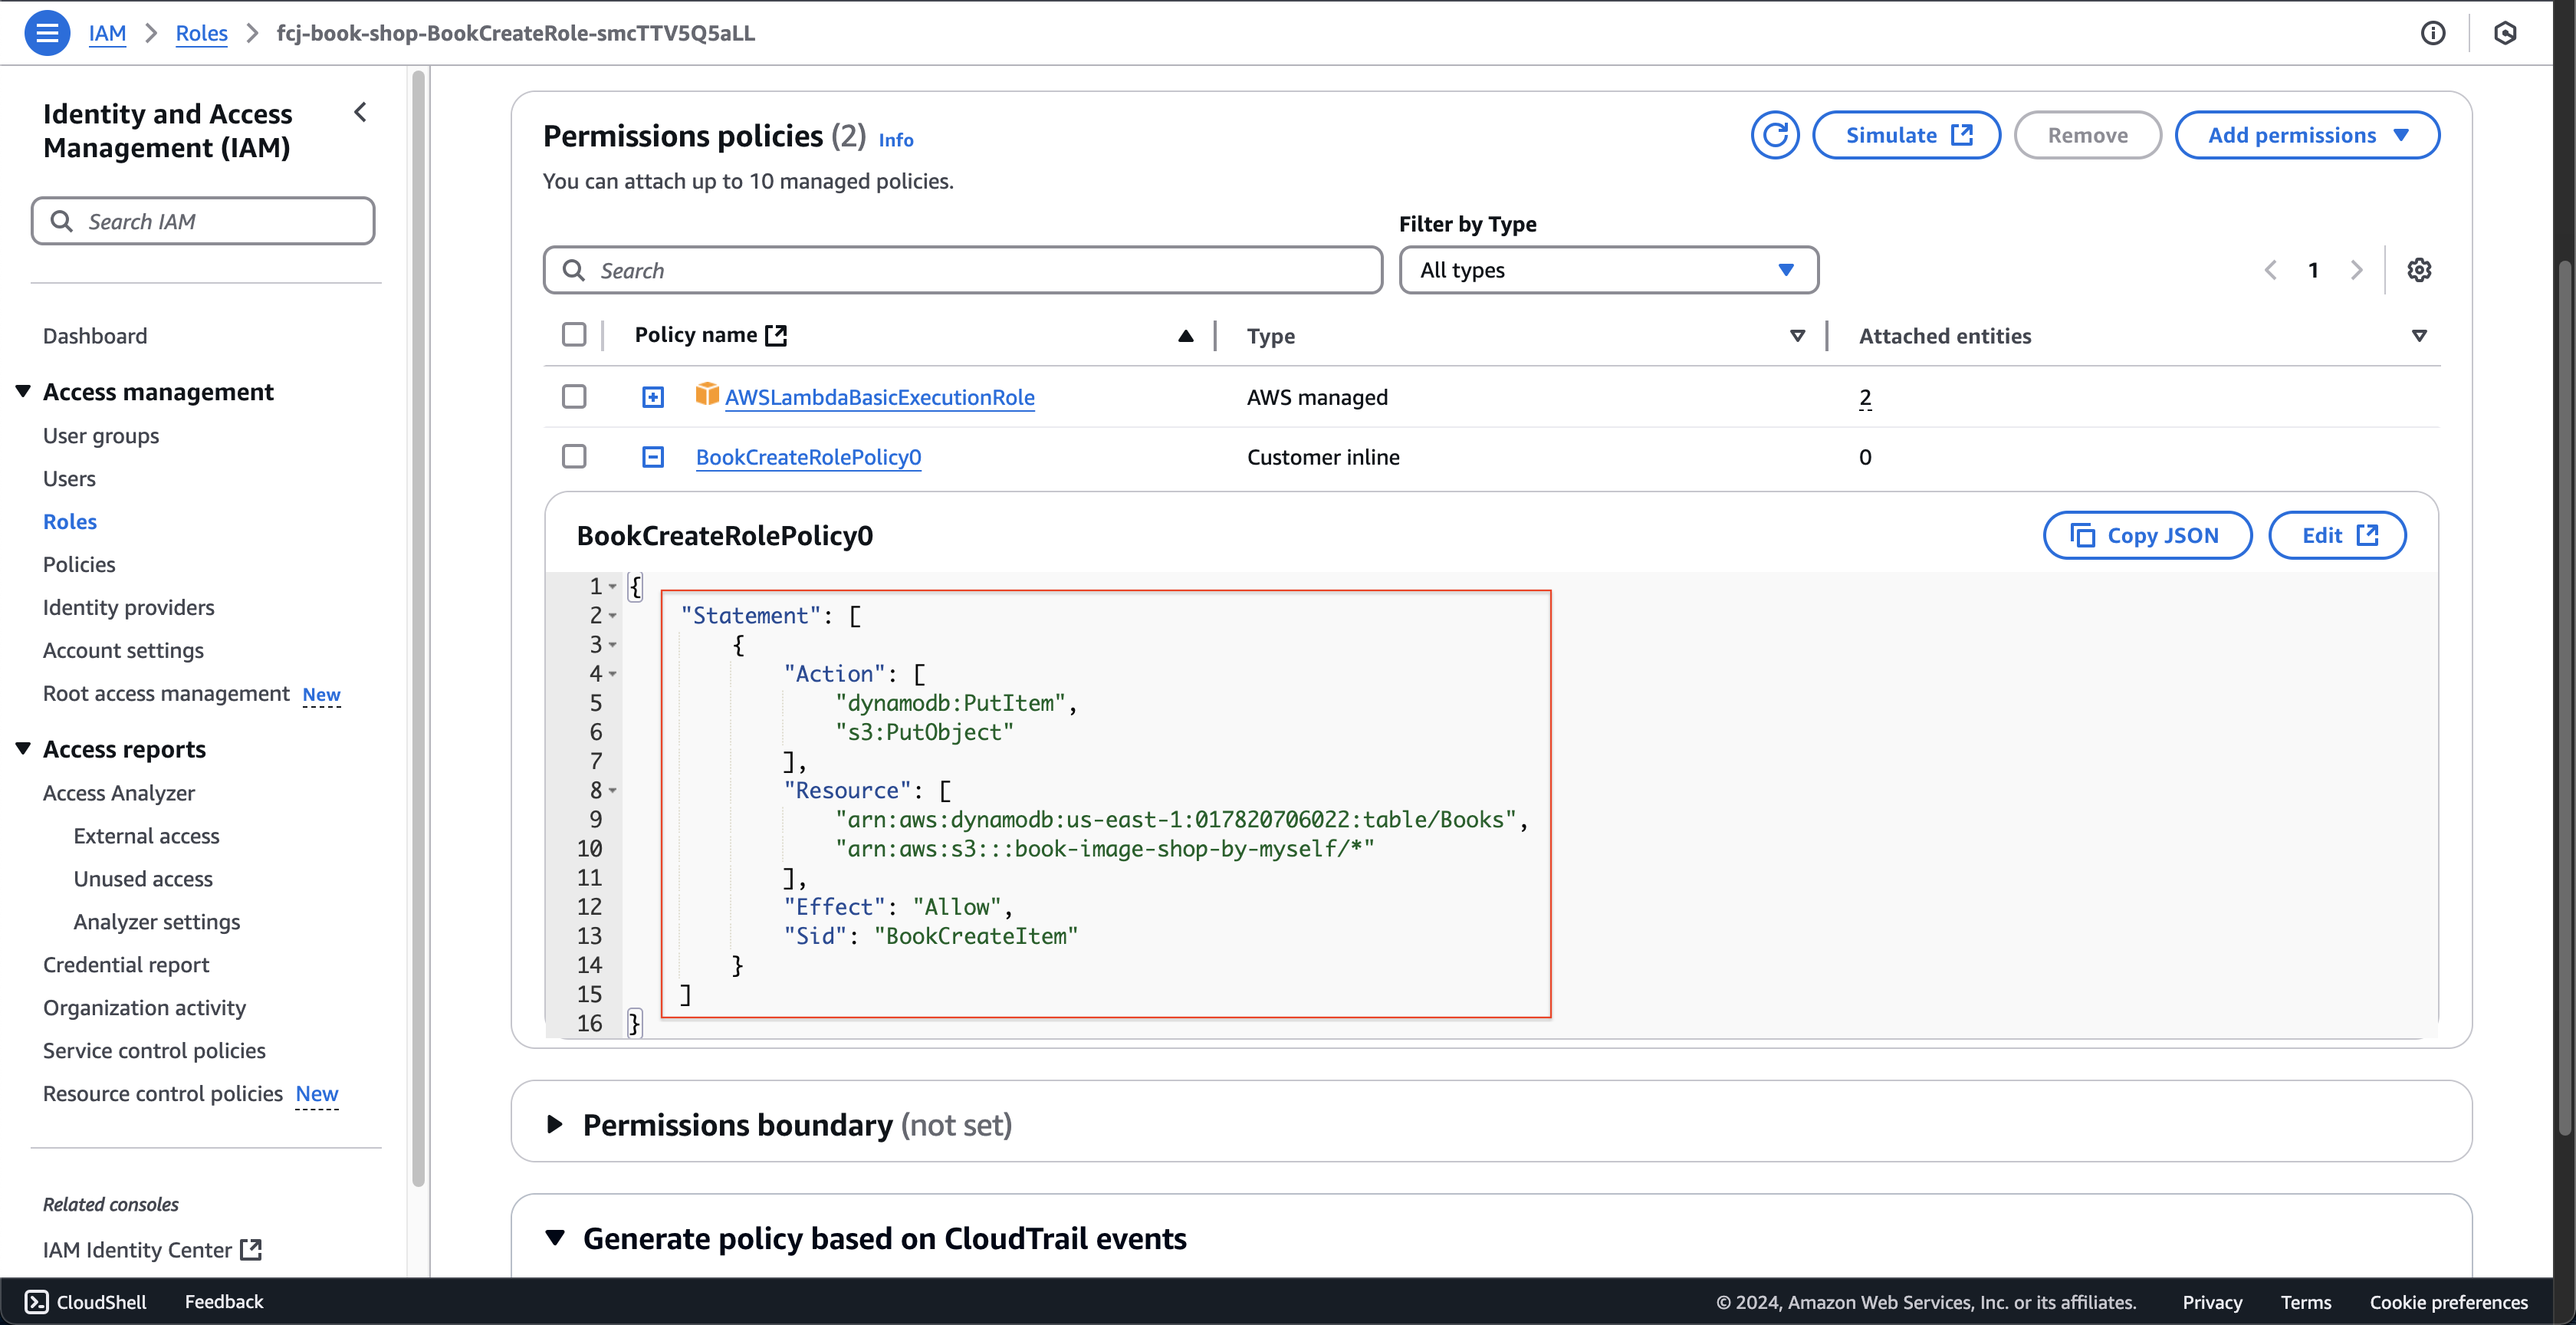 IAM > Roles > fcj-book-shop-BookCreateRole-smcTTV5Q5aLL
Identity and Access
Management (IAM)
Search IAM
Dashboard
Access management
User groups
Users
Roles
Policies
Identity providers
Account settings
Root access management New
Access reports
Access Analyzer
External access
Unused access
Analyzer settings
Credential report
Organization activity
Service control policies
Resource control policies New
Related consoles
IAM Identity Center
Permissions policies (2) Info
Simulate
Remove
Add permissions
You can attach up to 10 managed policies.
Filter by Type
Search
All types
1
Policy name Type Attached entities
AWSLambdaBasicExecutionRole AWS managed 2
BookCreateRolePolicy0 Customer inline 0
BookCreateRolePolicy0
Copy JSON
Edit
1 {
2 "Statement": [
3 {
4 "Action": [
5 "dynamodb:PutItem",
6 "s3:PutObject"
7 ],
8 "Resource": [
9 "arn:aws:dynamodb:us-east-1:017820706022:table/Books",
10 "arn:aws:s3:::book-image-shop-by-myself/*"
11 ],
12 "Effect": "Allow",
13 "Sid": "BookCreateItem"
14 }
15 ]
16 }
Permissions boundary (not set)
Generate policy based on CloudTrail events
CloudShell Feedback © 2024, Amazon Web Services, Inc. or its affiliates. Privacy Terms Cookie preferences